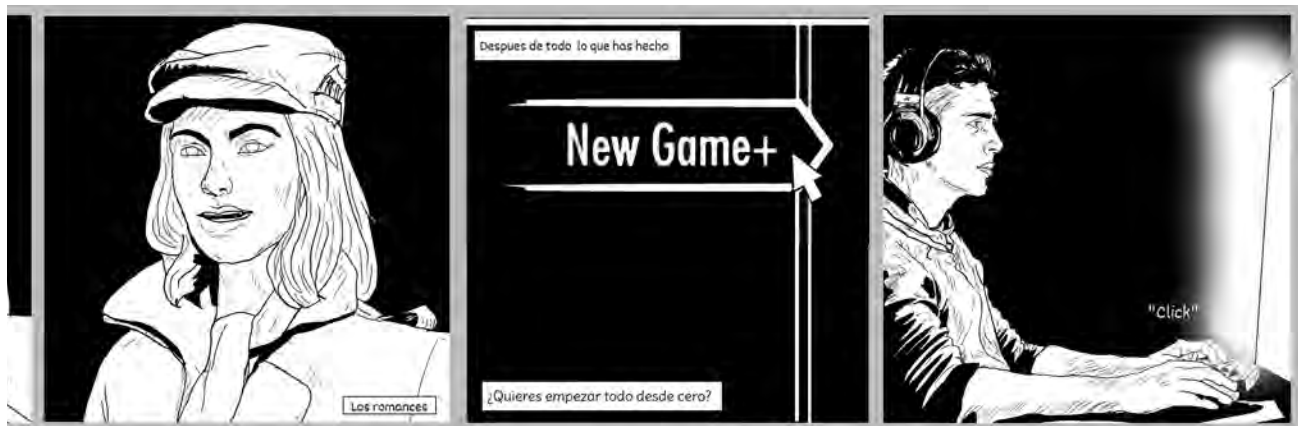 Los romances
Despues de todo lo que has hecho
New Game+
¿Quieres empezar todo desde cero?
"Click"